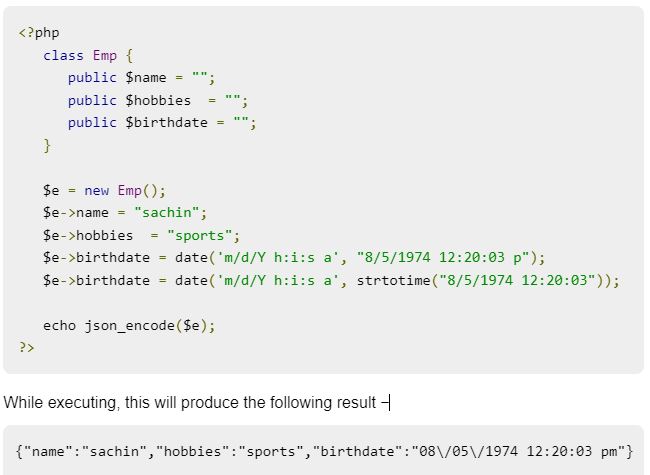 <?php
class Emp {
public $name = "";
public $hobbies  = "";
public $birthdate = "";
}
$e = new Emp();
$e->name = "sachin";
$e->hobbies  = "sports";
$e->birthdate = date('m/d/Y h:i:s a', "8/5/1974 12:20:03 p");
$e->birthdate = date('m/d/Y h:i:s a', strtotime("8/5/1974 12:20:03"));
echo json_encode($e);
?>
While executing, this will produce the following result −
{"name":"sachin","hobbies":"sports","birthdate":"08\/05\/1974 12:20:03 pm"}